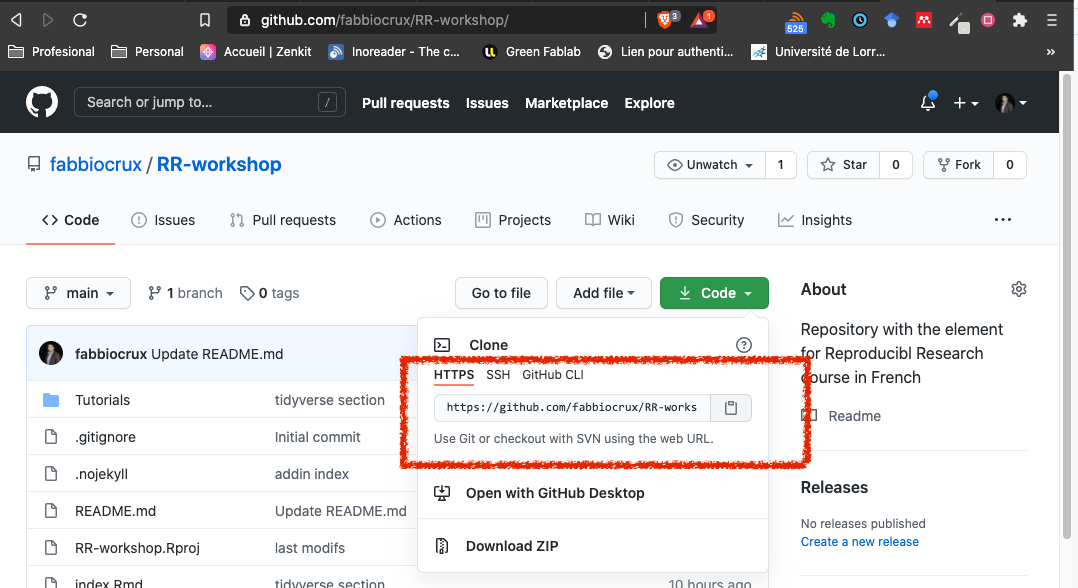 github.com/fabbiocrux/RR-workshop/
3
1
525
Profesional
Personal
Accueil | Zenkit
Inoreader - The c...
Green Fablab
Lien pour authenti...
Université de Lorr...
»
Search or jump to...
/
Pull requests
Issues
Marketplace
Explore
fabbiocrux / RR-workshop
Unwatch
1
Star
0
Fork
0
Code
Issues
Pull requests
Actions
Projects
Wiki
Security
Insights
...
main
1 branch
0 tags
Go to file
Add file
Code
About
Repository with the element
for Reproducibl Research
course in French
Readme
fabbiocrux Update README.md
Tutorials
tidyverse section
.gitignore
Initial commit
.nojekyll
addin index
README.md
Update README.md
RR-workshop.Rproj
last modifs
index.Rmd
tidyverse section
10 hours ago
Clone
HTTPS
SSH
GitHub CLI
https://github.com/fabbiocrux/RR-works
Use Git or checkout with SVN using the web URL.
Open with GitHub Desktop
Download ZIP
Releases
No releases published
Create a new release